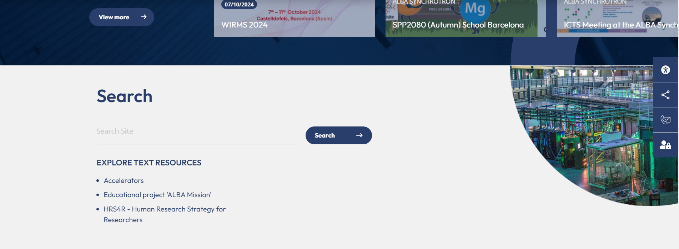 07/10/2024
ALBA SYNCHROTRON
ALBA SYNCHROTRON
View more
7th - 11th October 2024
Castelldefels, Barcelona (Spain)
Mg
WIRMS 2024
SPP2080 (Autumn) School Barcelona
ICTS Meeting at the ALBA Synch
Search
Search Site
Search
EXPLORE TEXT RESOURCES
Accelerators
Educational project 'ALBA Mission'
HRS4R - Human Research Strategy for
Researchers